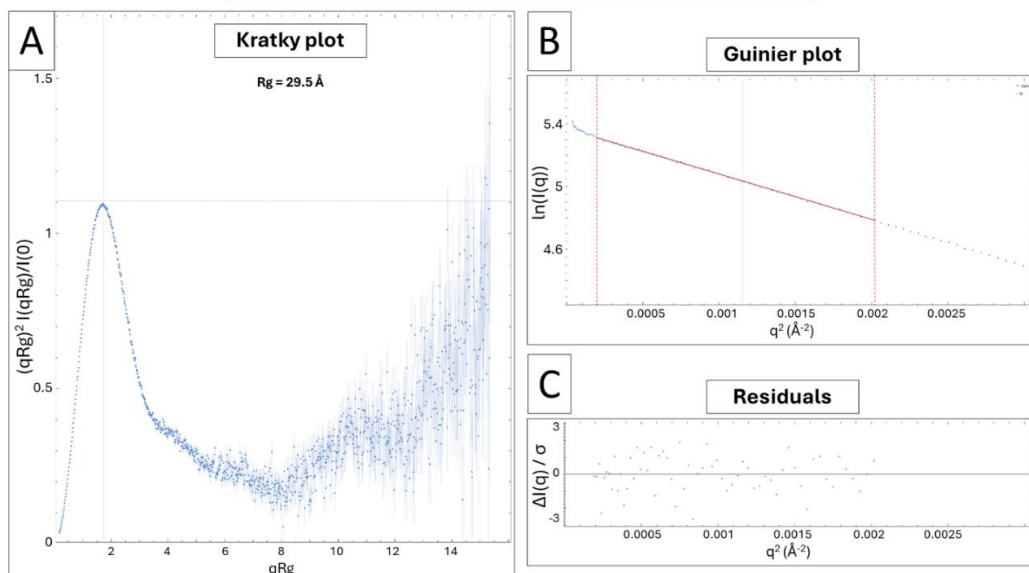 A
Kratky plot
Rg = 29.5 Å
1.5
1
0.5
0
(qRg)² I(qRg)/I(0)
2
4
6
8
10
12
14
qRg
B
Guinier plot
5.4
5
4.6
ln(I(q))
0.0005
0.001
0.0015
0.002
0.0025
q² (Å⁻²)
C
Residuals
3
0
-3
ΔI(q) / σ
0.0005
0.001
0.0015
0.002
0.0025
q² (Å⁻²)